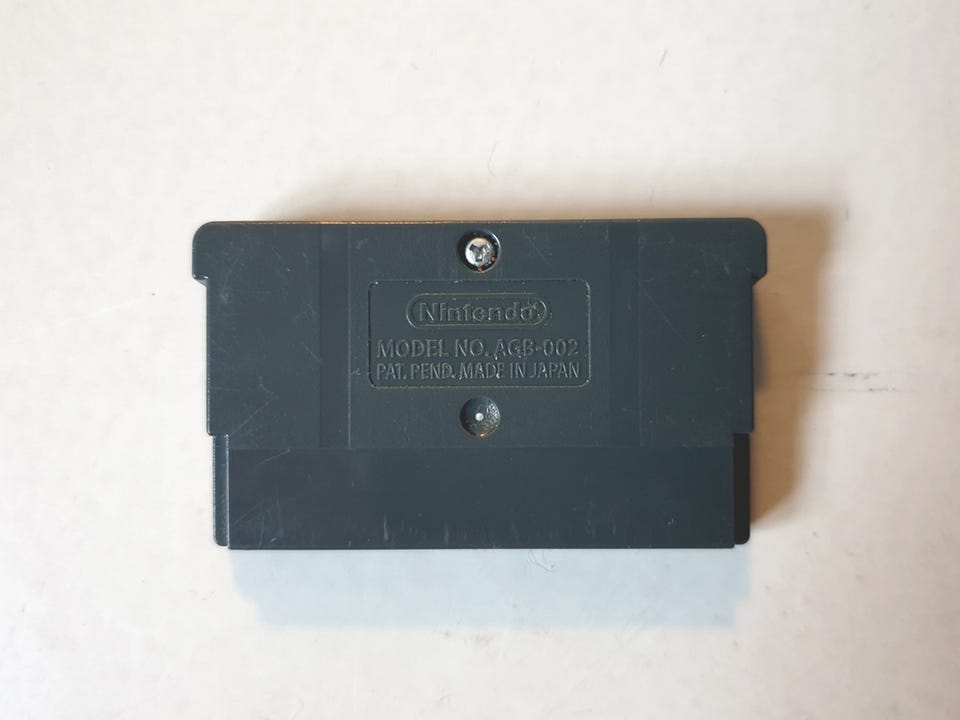 Nintendo
MODEL NO. AGB-002
PAT. PEND. MADE IN JAPAN